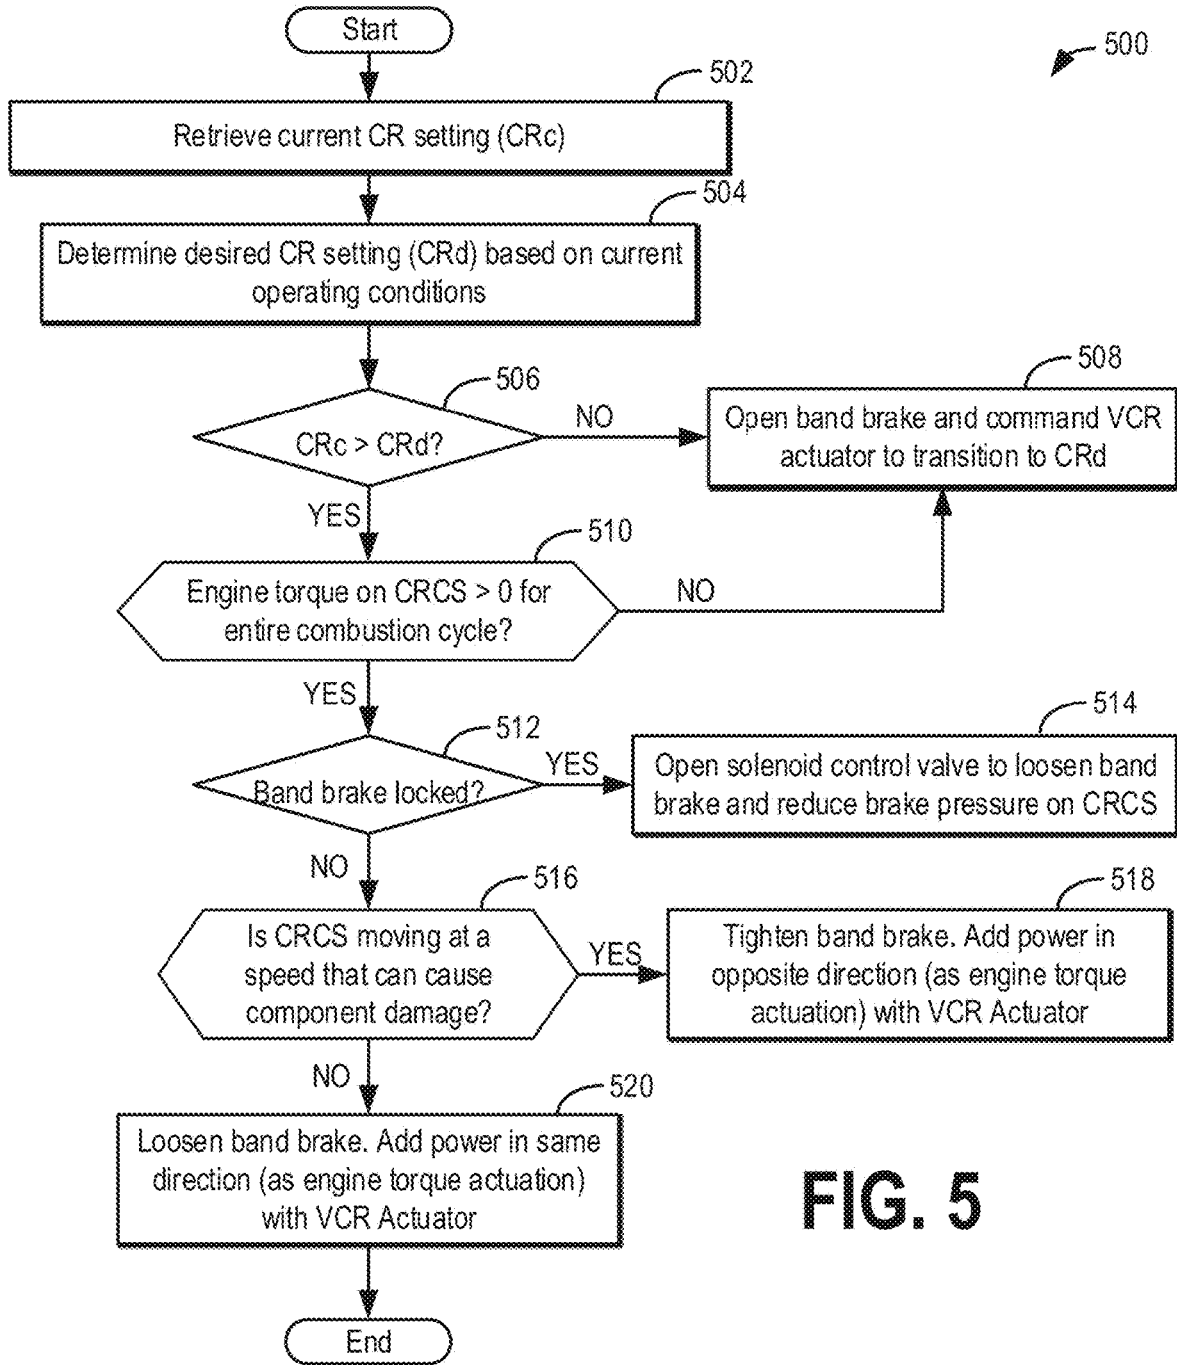 Start
500
502
Retrieve current CR setting (CRc)
504
Determine desired CR setting (CRd) based on current
operating conditions
506
CRc > CRd?
NO
508
Open band brake and command VCR
actuator to transition to CRd
YES
510
Engine torque on CRCS > 0 for
entire combustion cycle?
NO
YES
512
Band brake locked?
YES
514
Open solenoid control valve to loosen band
brake and reduce brake pressure on CRCS
NO
516
Is CRCS moving at a
speed that can cause
component damage?
YES
518
Tighten band brake. Add power in
opposite direction (as engine torque
actuation) with VCR Actuator
NO
520
Loosen band brake. Add power in same
direction (as engine torque actuation)
with VCR Actuator
FIG. 5
End